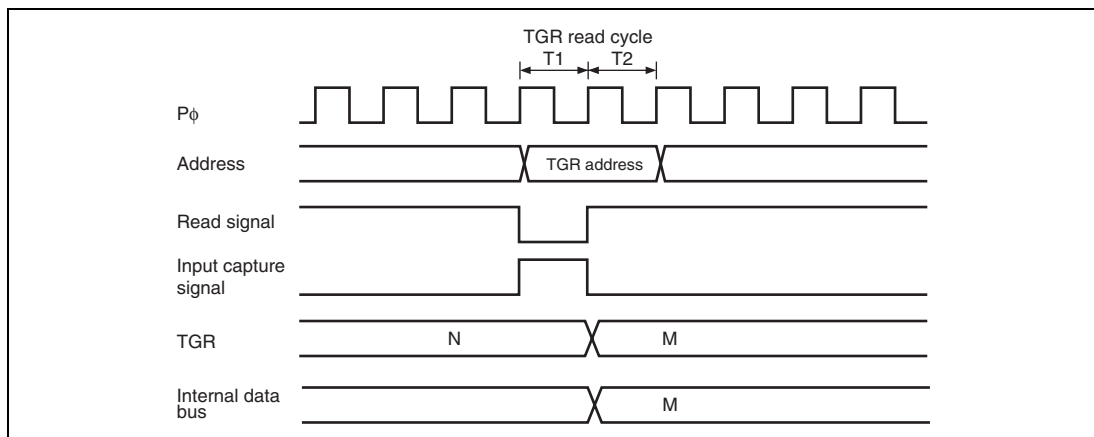 TGR read cycle
T1 T2
Pϕ
Address
TGR address
Read signal
Input capture
signal
TGR
N M
Internal data
bus
M